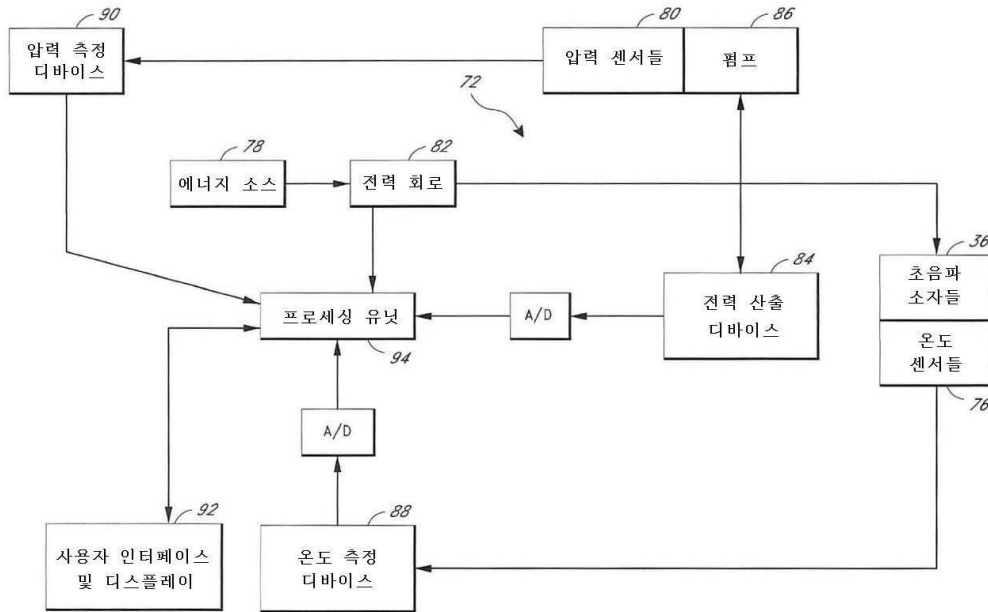 90
압력 측정
디바이스
80
압력 센서들
86
펌프
72
78
에너지 소스
82
전력 회로
36
초음파
소자들
84
전력 산출
디바이스
A/D
프로세싱 유닛
94
온도
센서들
76
A/D
92
사용자 인터페이스
및 디스플레이
88
온도 측정
디바이스